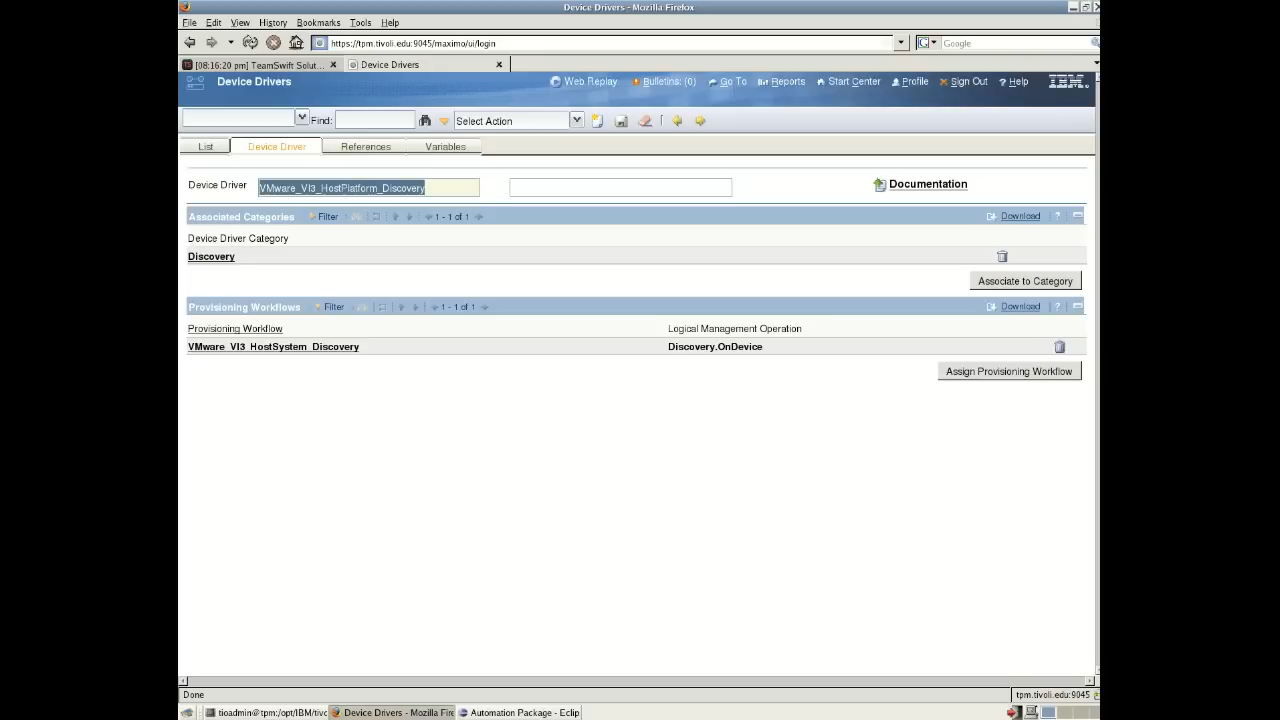 Device Drivers - Mozilla Firefox
File Edit View History Bookmarks Tools Help
https://tpm.tivoli.edu:9045/maximo/ui/login
Google
[08:16:20 pm] TeamSwift Solut...
Device Drivers
Device Drivers
Web Replay Bulletins: (0) Go To Reports Start Center Profile Sign Out ? Help IBM.
Find: Select Action
List Device Driver References Variables
Device Driver VMware_VI3_HostPlatform_Discovery Documentation
Associated Categories Filter 1 - 1 of 1 Download ?
Device Driver Category
Discovery
Associate to Category
Provisioning Workflows Filter 1 - 1 of 1 Download ?
Provisioning Workflow Logical Management Operation
VMware_VI3_HostSystem_Discovery Discovery.OnDevice
Assign Provisioning Workflow
Done tpm.tivoli.edu:9045
tioadmin@tpm:/opt/IBM/tivo Device Drivers - Mozilla Fire Automation Package - Eclip